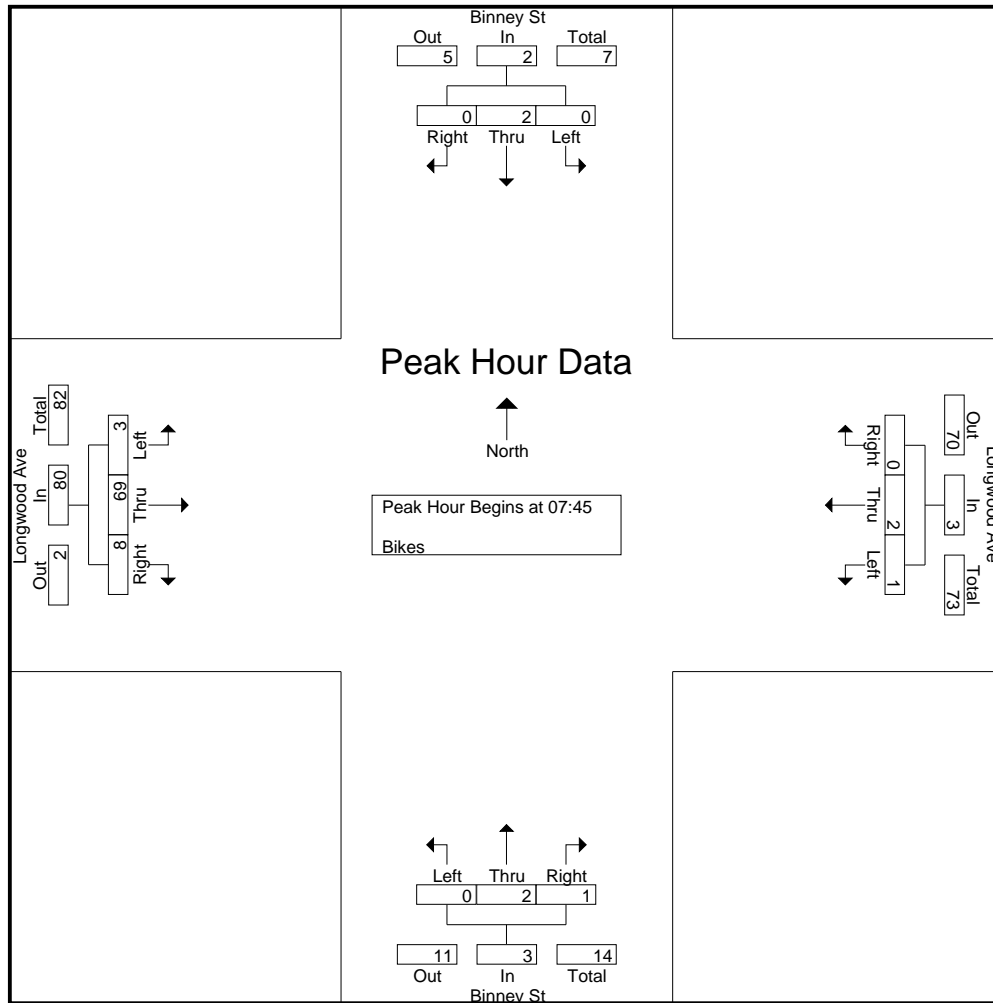 Binney St
Out In Total
5 2 7
0 2 0
Right Thru Left
Peak Hour Data
North
Peak Hour Begins at 07:45
Bikes
Longwood Ave
Out In Total
2 80 82
8 69 3
Right Thru Left
Longwood Ave
Out In Total
70 3 73
0 2 1
Right Thru Left
Left Thru Right
0 2 1
11 3 14
Out In Total
Binney St